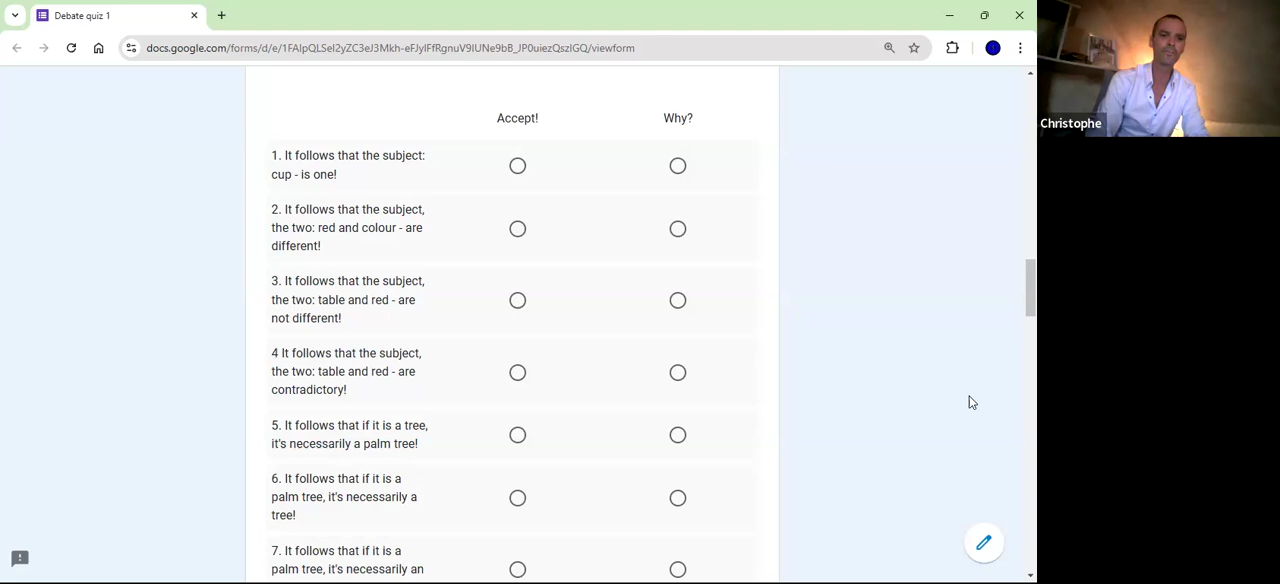 Debate quiz 1
docs.google.com/forms/d/e/1FAIpQLSeI2yZC3eJ3Mkh-eFJyIFfRgnuV9IUNe9bB_JP0uiezQszIGQ/viewform
Christophe
Accept!
Why?
1. It follows that the subject:
cup - is one!
2. It follows that the subject,
the two: red and colour - are
different!
3. It follows that the subject,
the two: table and red - are
not different!
4 It follows that the subject,
the two: table and red - are
contradictory!
5. It follows that if it is a tree,
it's necessarily a palm tree!
6. It follows that if it is a
palm tree, it's necessarily a
tree!
7. It follows that if it is a
palm tree, it's necessarily an